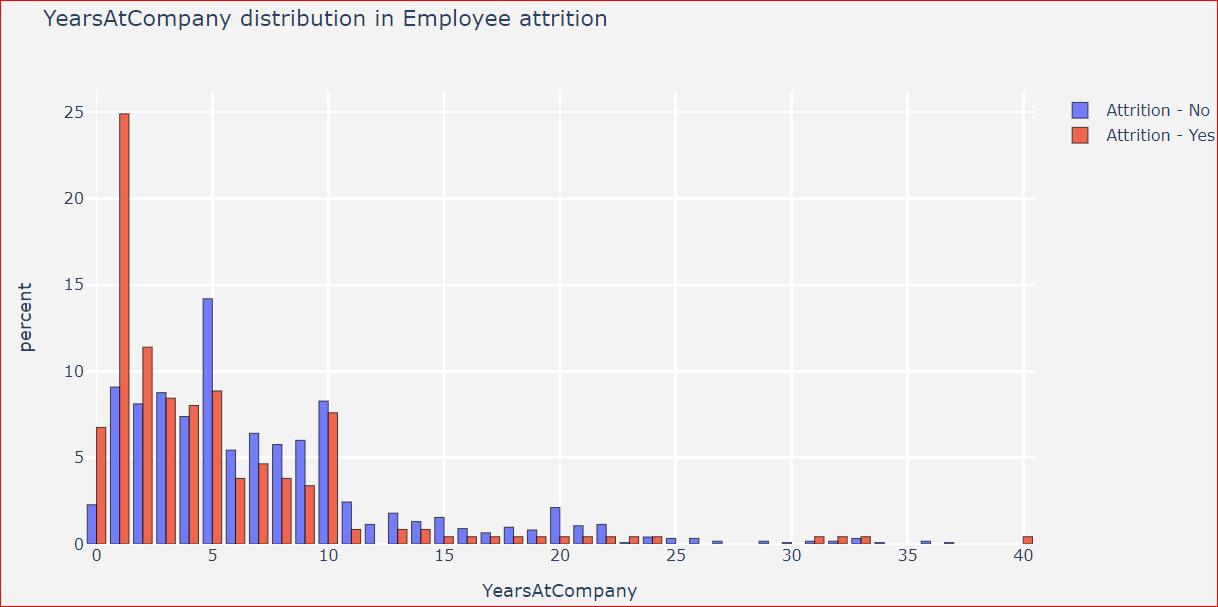 YearsAtCompany distribution in Employee attrition
Attrition - No
Attrition - Yes
25
20
15
10
5
0
percent
0 5 10 15 20 25 30 35 40
YearsAtCompany